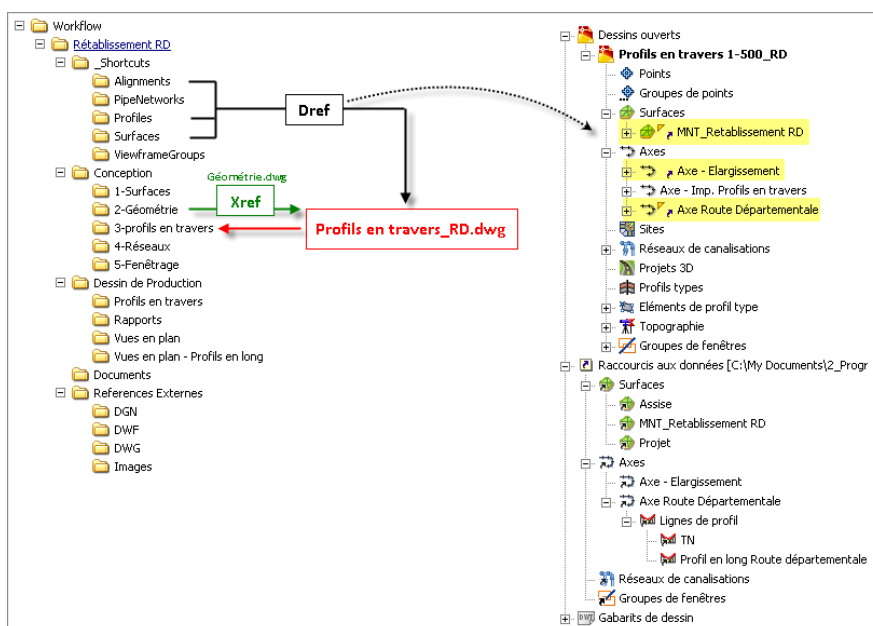 Workflow
Rétablissement RD
_Shortcuts
Alignments
PipeNetworks
Profiles
Surfaces
ViewframeGroups
Conception
1-Surfaces
2-Géométrie
3-profils en travers
4-Réseaux
5-Fenêtrage
Dessin de Production
Profils en travers
Rapports
Vues en plan
Vues en plan - Profils en long
Documents
References Externes
DGN
DWF
DWG
Images
Dref
Géométrie.dwg
Xref
Profils en travers_RD.dwg
Dessins ouverts
Profils en travers 1-500_RD
Points
Groupes de points
Surfaces
MNT_Retablissement RD
Axes
Axe - Elargissement
Axe - Imp. Profils en travers
Axe Route Départementale
Sites
Réseaux de canalisations
Projets 3D
Profils types
Eléments de profil type
Topographie
Groupes de fenêtres
Raccourcis aux données [C:\My Documents\2_Progr
Surfaces
Assise
MNT_Retablissement RD
Projet
Axes
Axe - Elargissement
Axe Route Départementale
Lignes de profil
TN
Profil en long Route départementale
Réseaux de canalisations
Groupes de fenêtres
Gabarits de dessin